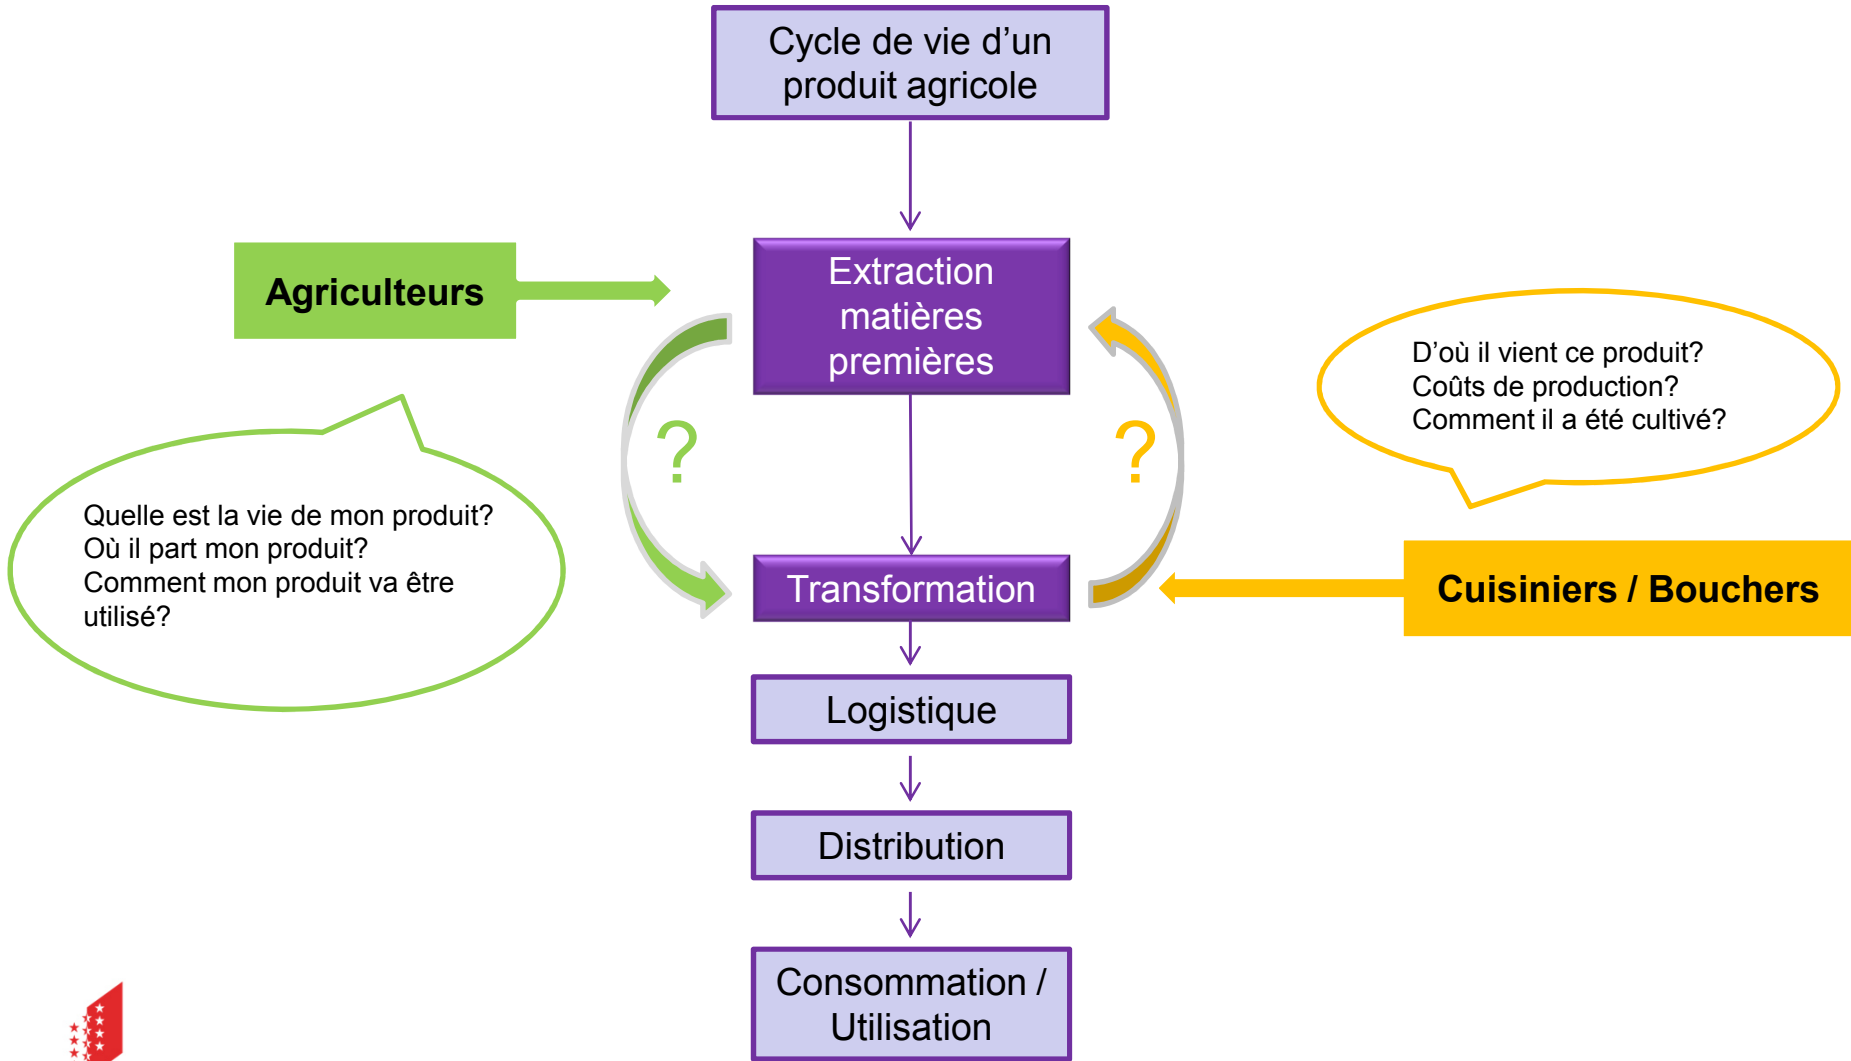 Cycle de vie d’un
produit agricole
Agriculteurs
Extraction
matières
premières
D’où il vient ce produit?
Coûts de production?
Comment il a été cultivé?
?
?
Quelle est la vie de mon produit?
Où il part mon produit?
Comment mon produit va être
utilisé?
Transformation
Cuisiniers / Bouchers
Logistique
Distribution
Consommation /
Utilisation